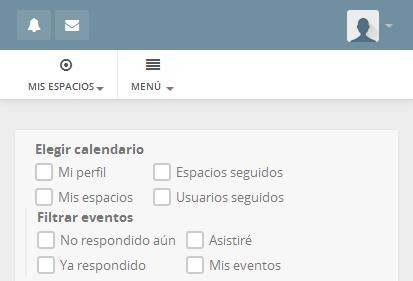 MIS ESPACIOS MENÚ
Elegir calendario
Mi perfil Espacios seguidos
Mis espacios Usuarios seguidos
Filtrar eventos
No respondido aún Asistiré
Ya respondido Mis eventos